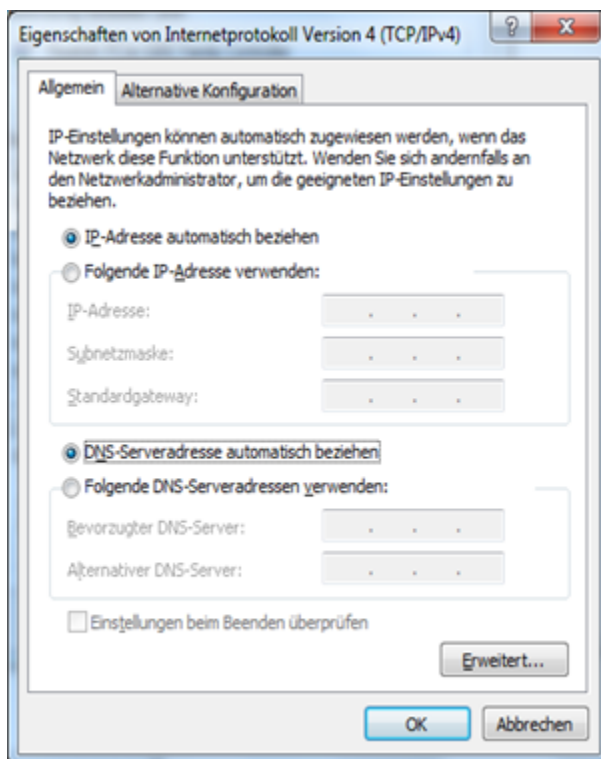 Eigenschaften von Internetprotokoll Version 4 (TCP/IPv4)
Allgemein
Alternative Konfiguration
IP-Einstellungen können automatisch zugewiesen werden, wenn das
Netzwerk diese Funktion unterstützt. Wenden Sie sich andernfalls an
den Netzwerkadministrator, um die geeigneten IP-Einstellungen zu
beziehen.
IP-Adresse automatisch beziehen
Folgende IP-Adresse verwenden:
IP-Adresse:
Subnetzmaske:
Standardgateway:
DNS-Serveradresse automatisch beziehen
Folgende DNS-Serveradressen verwenden:
Bevorzugter DNS-Server:
Alternativer DNS-Server:
Einstellungen beim Beenden überprüfen
Erweitert...
OK
Abbrechen